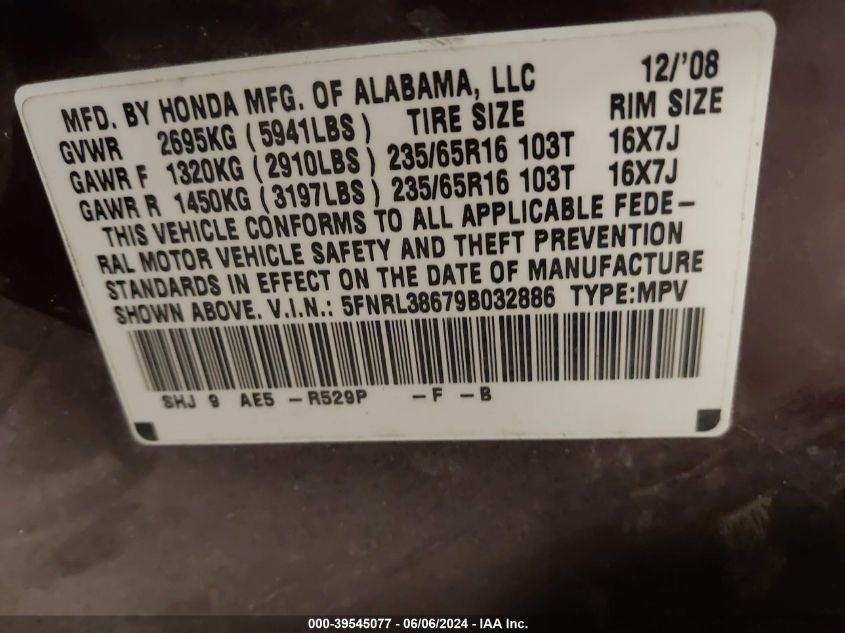 MFD. BY HONDA MFG. OF ALABAMA, LLC 12/'08
GVWR 2695KG (5941LBS) TIRE SIZE RIM SIZE
GAWR F 1320KG (2910LBS) 235/65R16 103T 16X7J
GAWR R 1450KG (3197LBS) 235/65R16 103T 16X7J
THIS VEHICLE CONFORMS TO ALL APPLICABLE FEDE-
RAL MOTOR VEHICLE SAFETY AND THEFT PREVENTION
STANDARDS IN EFFECT ON THE DATE OF MANUFACTURE
SHOWN ABOVE. V.I.N.: 5FNRL38679B032886 TYPE:MPV
SHJ 9 AE5 -R529P -F -B
000-39545077 - 06/06/2024 - IAA Inc.